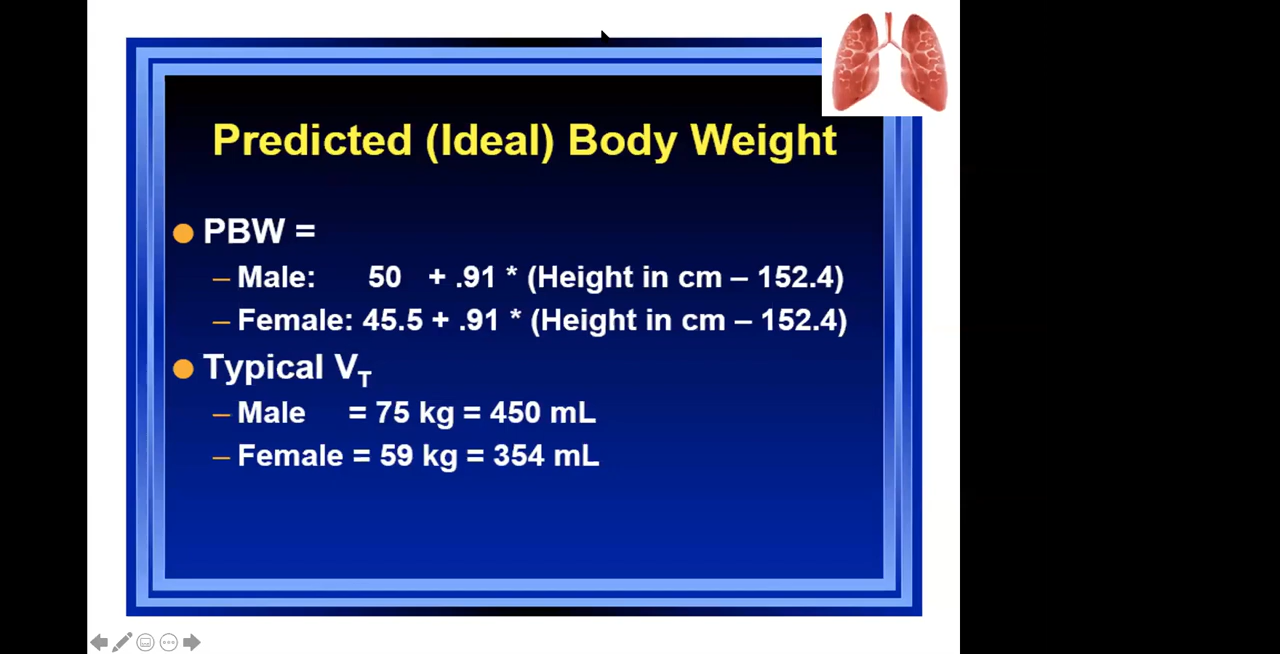 Predicted (Ideal) Body Weight
PBW =
– Male: 50 + .91 * (Height in cm – 152.4)
– Female: 45.5 + .91 * (Height in cm – 152.4)
Typical VT
– Male = 75 kg = 450 mL
– Female = 59 kg = 354 mL